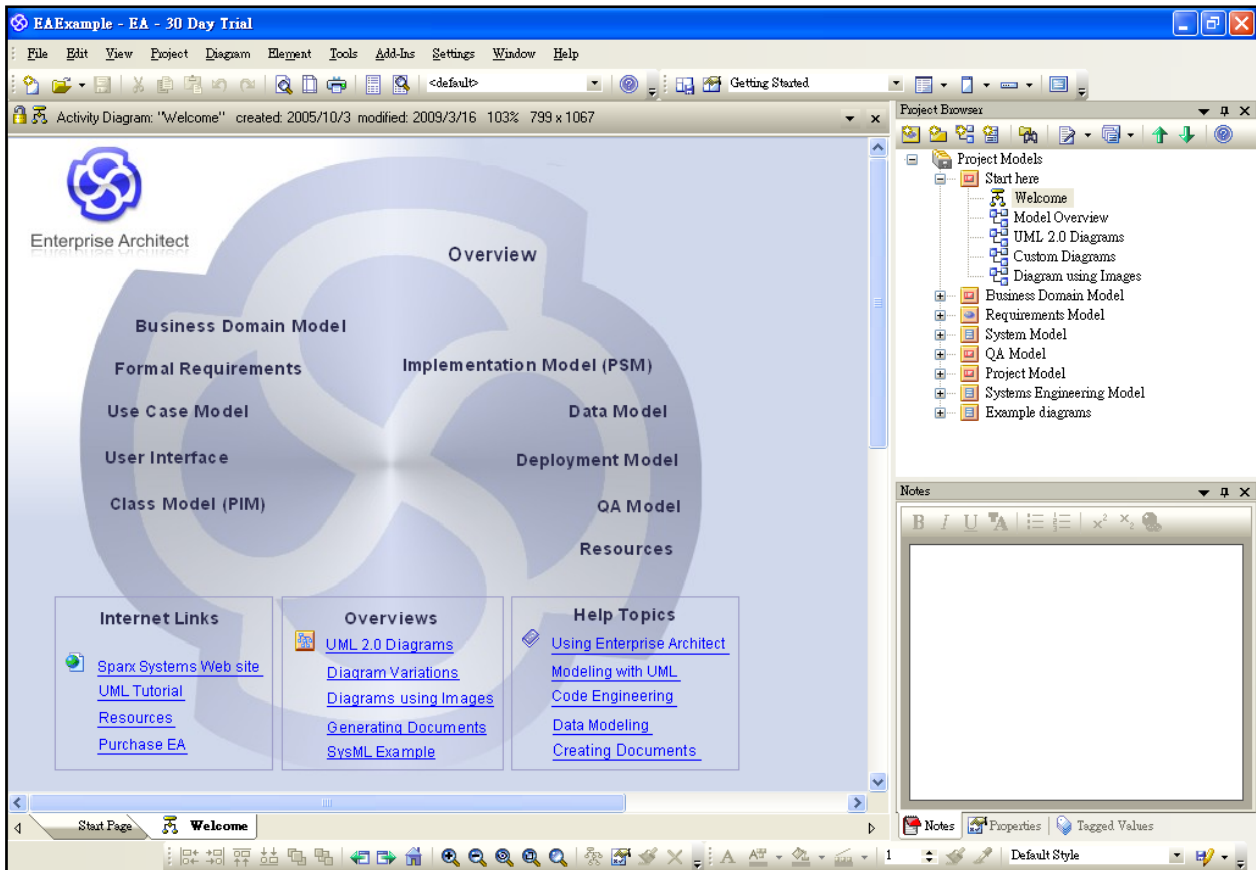 EAExample - EA - 30 Day Trial
File Edit View Project Diagram Element Tools Add-Ins Settings Window Help
<default> Getting Started
Activity Diagram: "Welcome" created: 2005/10/3 modified: 2009/3/16 103% 799 x 1067
Enterprise Architect
Overview
Business Domain Model
Formal Requirements
Implementation Model (PSM)
Use Case Model
Data Model
User Interface
Deployment Model
Class Model (PIM)
QA Model
Resources
Internet Links
Sparx Systems Web site
UML Tutorial
Resources
Purchase EA
Overviews
UML 2.0 Diagrams
Diagram Variations
Diagrams using Images
Generating Documents
SysML Example
Help Topics
Using Enterprise Architect
Modeling with UML
Code Engineering
Data Modeling
Creating Documents
Start Page Welcome
Project Browser
Project Models
Start here
Welcome
Model Overview
UML 2.0 Diagrams
Custom Diagrams
Diagram using Images
Business Domain Model
Requirements Model
System Model
QA Model
Project Model
Systems Engineering Model
Example diagrams
Notes
B I U A x² x₂
Notes Properties Tagged Values
A A 1 Default Style